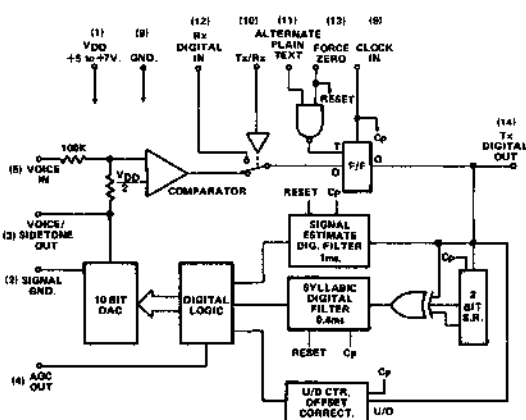 (1) VDD +5 to +7V.
(9) GND.
(12) Rx DIGITAL IN
(10) Tx/Rx
(11) ALTERNATE PLAIN TEXT
(13) FORCE ZERO
(8) CLOCK IN
RESET
Cp
(14) Tx DIGITAL OUT
100K
(5) VOICE IN
VDD
2
COMPARATOR
T
D
F/F
Q
(3) VOICE/ SIDETONE OUT
(2) SIGNAL GND.
RESET
Cp
SIGNAL ESTIMATE DIG. FILTER 1ms.
Cp
2 BIT S.R.
10 BIT DAC
DIGITAL LOGIC
SYLLABIC DIGITAL FILTER
RESET
Cp
(4) AGC OUT
U/D CTR. OFFSET CORRECT.
Cp
U/D